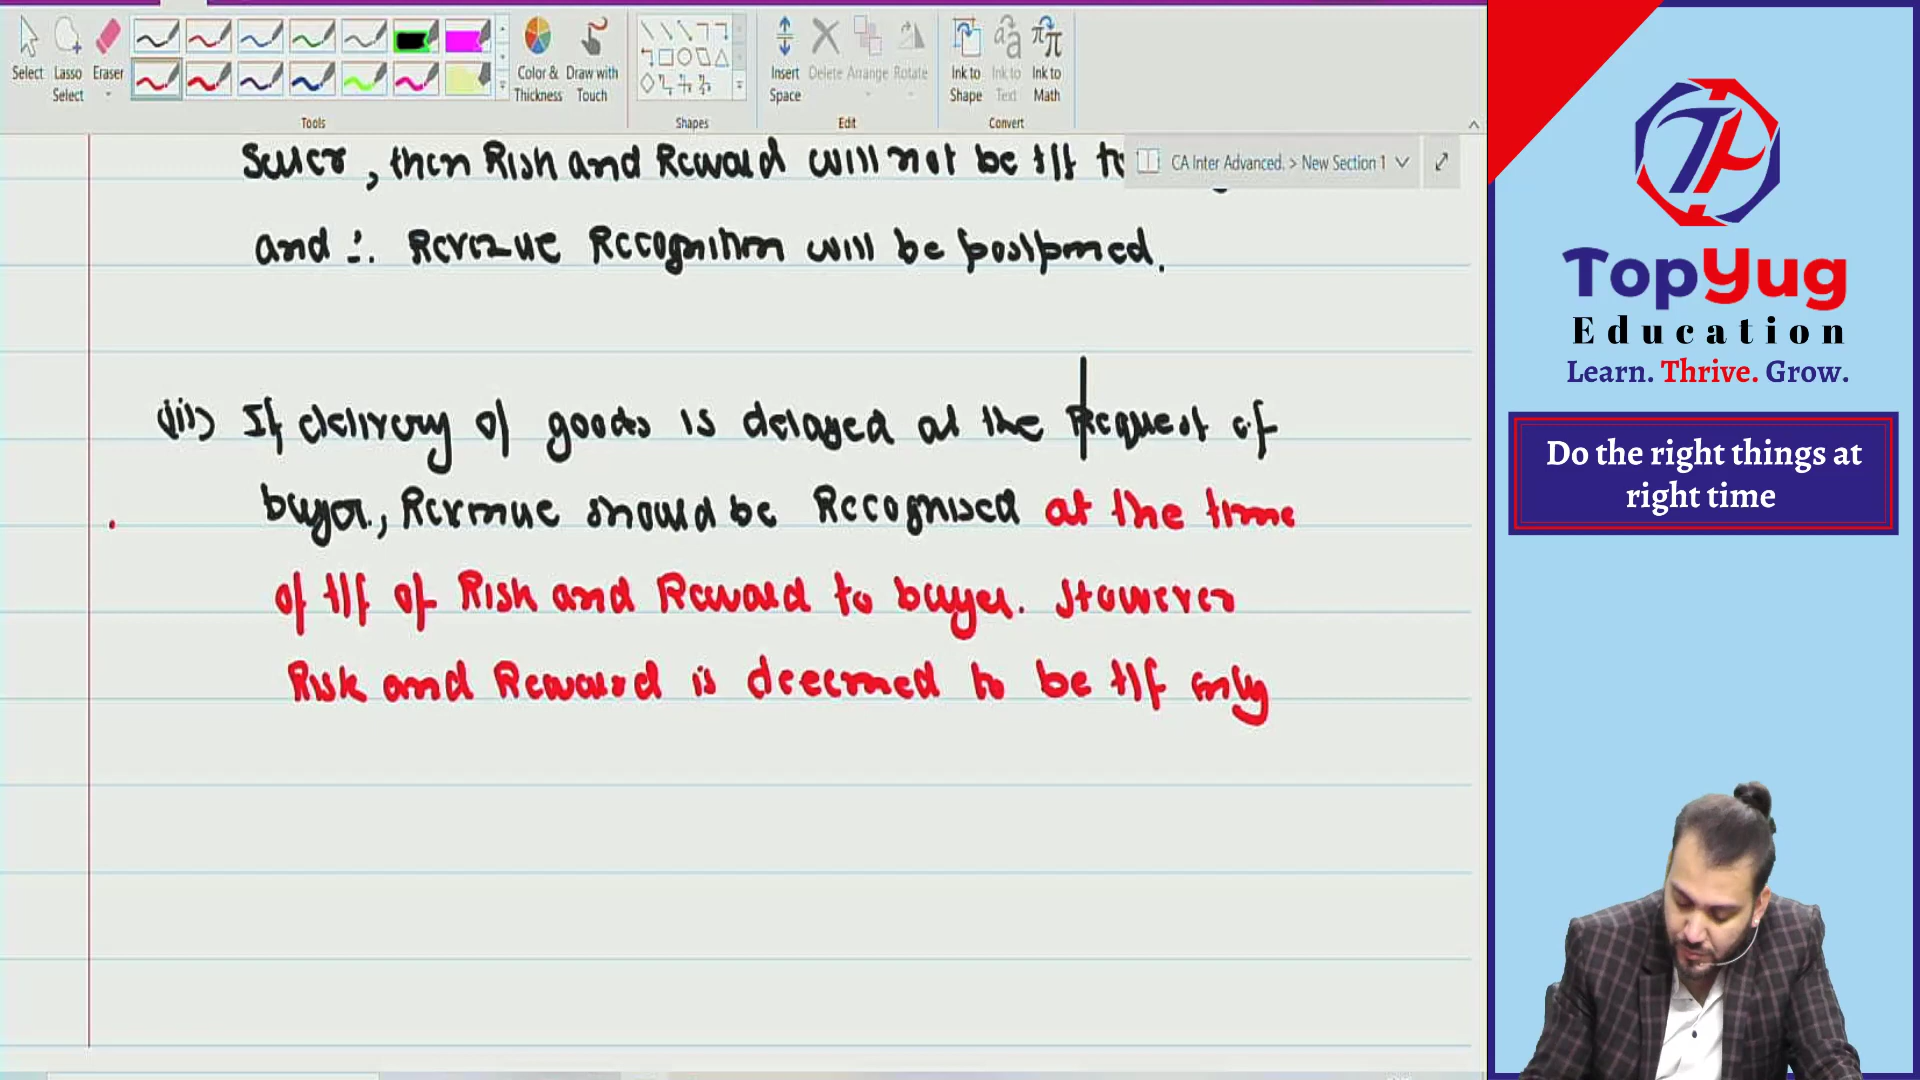 Select
Lasso Select
Eraser
Color & Thickness
Draw with Touch
Insert Space
Delete
Arrange
Rotate
Ink to Shape
Ink to Text
Ink to Math
Tools
Shapes
Edit
Convert
CA Inter Advanced. > New Section 1
Seller, then Risk and Reward will not be t/f to
and ∴ Revenue Recognition will be postponed.
(iii) If delivery of goods is delayed at the Request of
buyer, Revenue should be Recognised at the time
of t/f of Risk and Reward to buyer. However
Risk and Reward is deemed to be t/f only
TopYug
Education
Learn. Thrive. Grow.
Do the right things at
right time